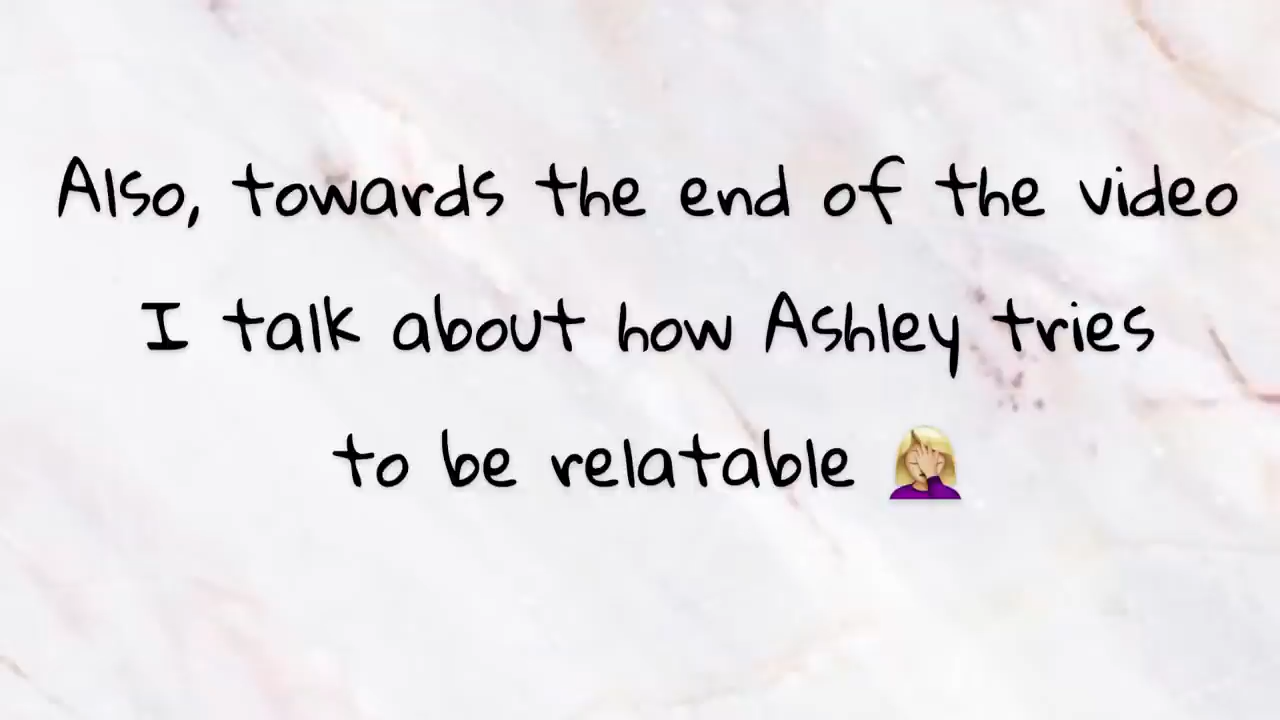 Also, towards the end of the video
I talk about how Ashley tries
to be relatable 🤦🏼‍♀️